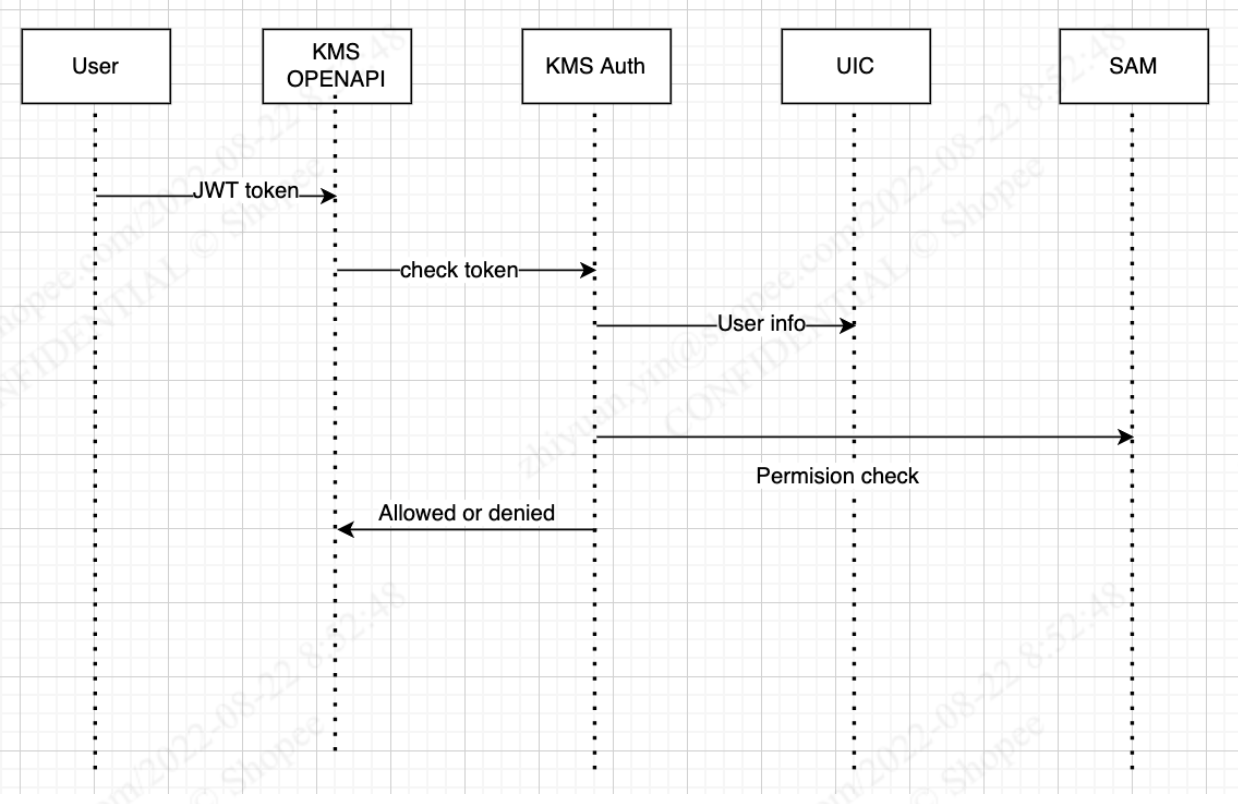 User
KMS
OPENAPI
KMS Auth
UIC
SAM
JWT token
check token
User info
Permision check
Allowed or denied
zhiyuan.yin@shopee.com/2022-08-22 8:52:48
CONFIDENTIAL © Shopee